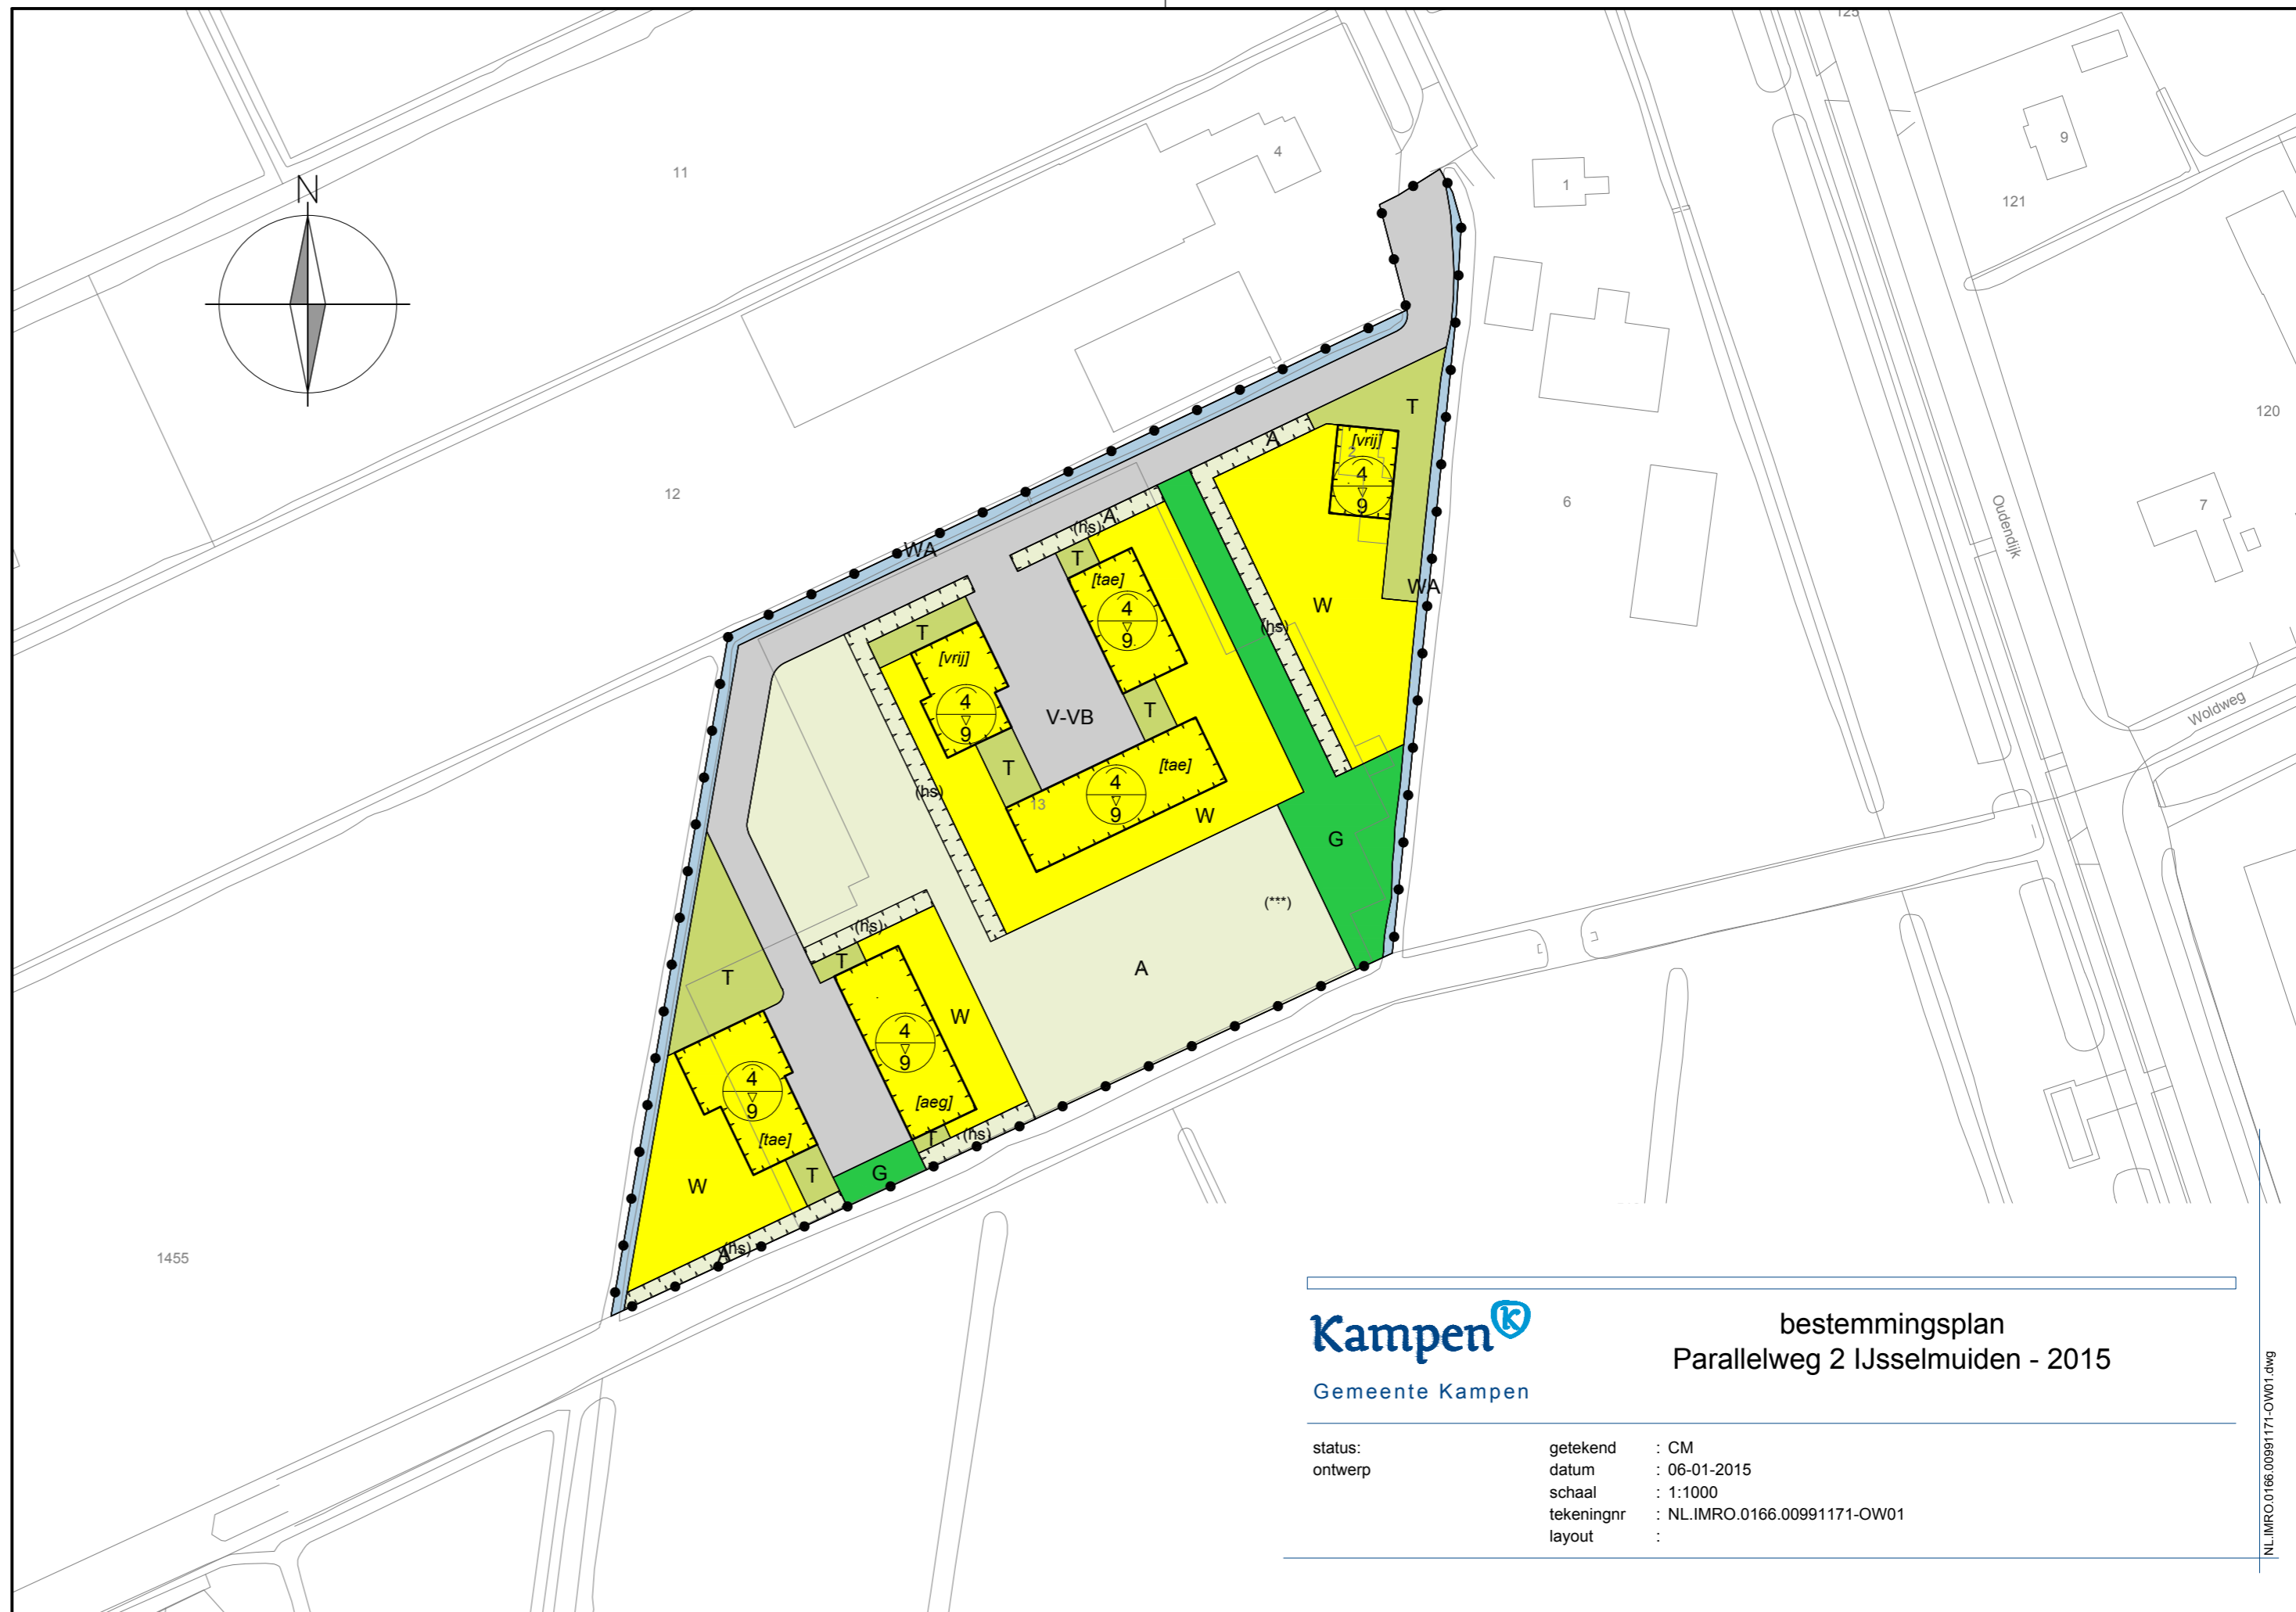 125
N
11
4
9
1
121
120
12
T
A
[vrij]
2
4
9
6
7
Oudendijk
(hs)
A
WA
T
[tae]
4
9
WA
W
(hs)
T
[vrij]
4
9
V-VB
T
T
[tae]
4
9
(hs)
13
W
G
Woldweg
(***)
(hs)
T
A
T
W
4
9
[aeg]
4
9
[tae]
T
(hs)
T
G
W
A
(hs)
1455
Kampen
Gemeente Kampen
bestemmingsplan
Parallelweg 2 IJsselmuiden - 2015
status:
ontwerp
getekend : CM
datum : 06-01-2015
schaal : 1:1000
tekeningnr : NL.IMRO.0166.00991171-OW01
layout :
NL.IMRO.0166.00991171-OW01.dwg